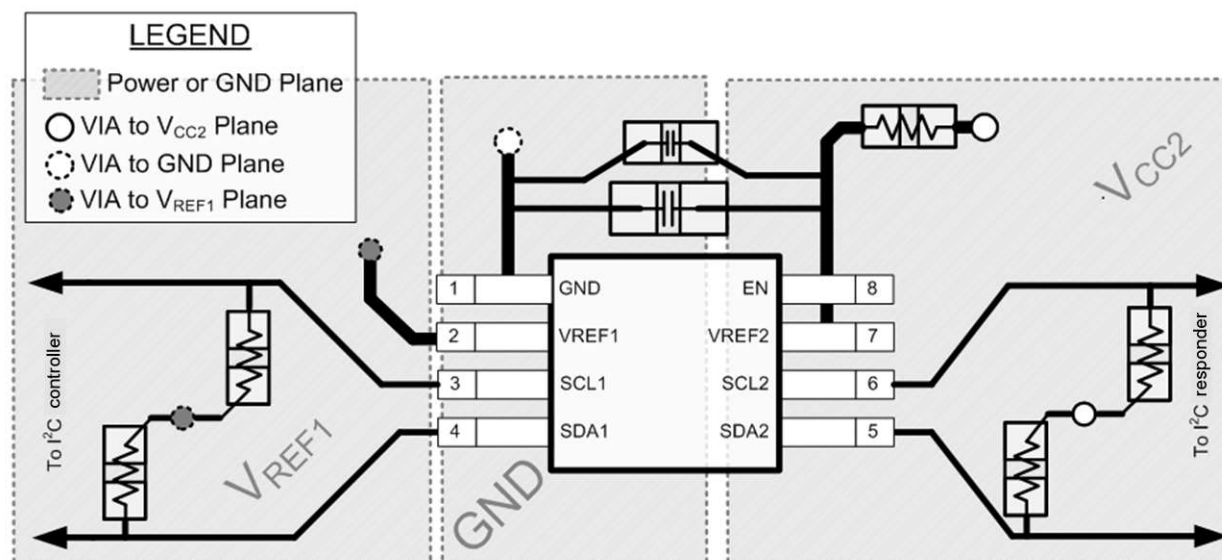 LEGEND
Power or GND Plane
VIA to VCC2 Plane
VIA to GND Plane
VIA to VREF1 Plane
VCC2
1
GND
EN
8
2
VREF1
VREF2
7
3
SCL1
SCL2
6
4
SDA1
SDA2
5
To I²C controller
To I²C responder
VREF1
GND